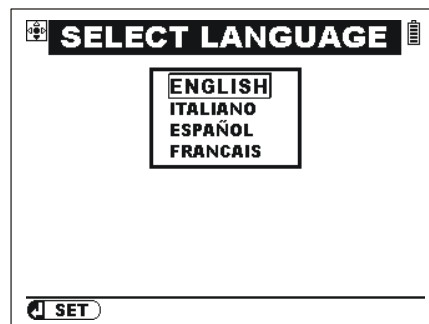 SELECT LANGUAGE
ENGLISH
ITALIANO
ESPAÑOL
FRANCAIS
SET